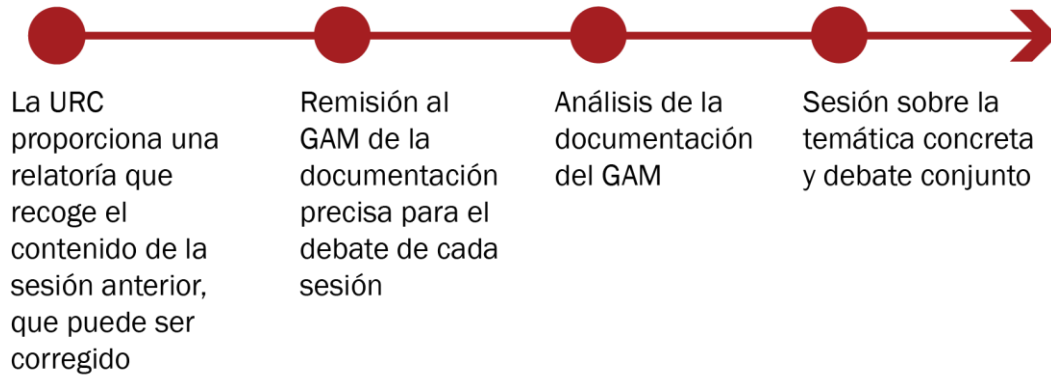 La URC
proporciona una
relatoría que
recoge el
contenido de la
sesión anterior,
que puede ser
corregido
Remisión al
GAM de la
documentación
precisa para el
debate de cada
sesión
Análisis de la
documentación
del GAM
Sesión sobre la
temática concreta
y debate conjunto